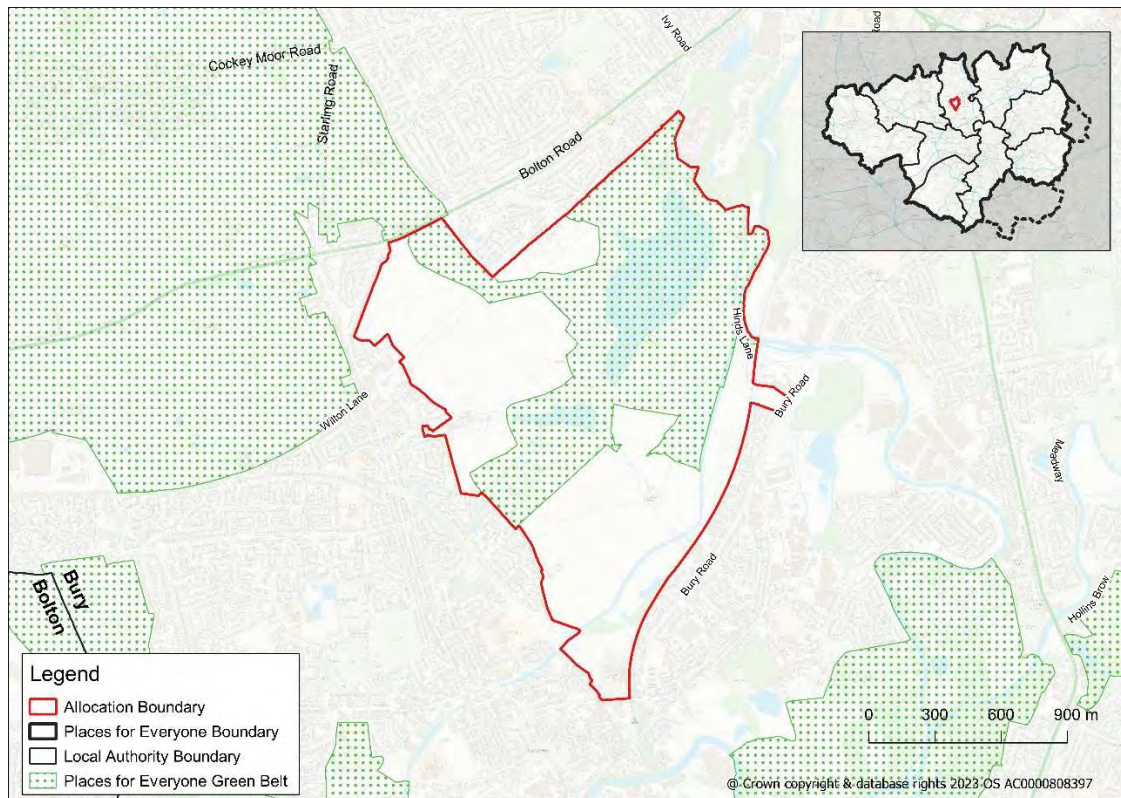 Cockey Moor Road
Starling Road
Ivy Road
Road
Bolton Road
Hinds Lane
Bury Road
Wilton Lane
Meadway
Bury Road
Hollins Brow
Bury
Bolton
Legend
Allocation Boundary
Places for Everyone Boundary
Local Authority Boundary
Places for Everyone Green Belt
0 300 600 900 m
@ Crown copyright & database rights 2023 OS AC0000808397